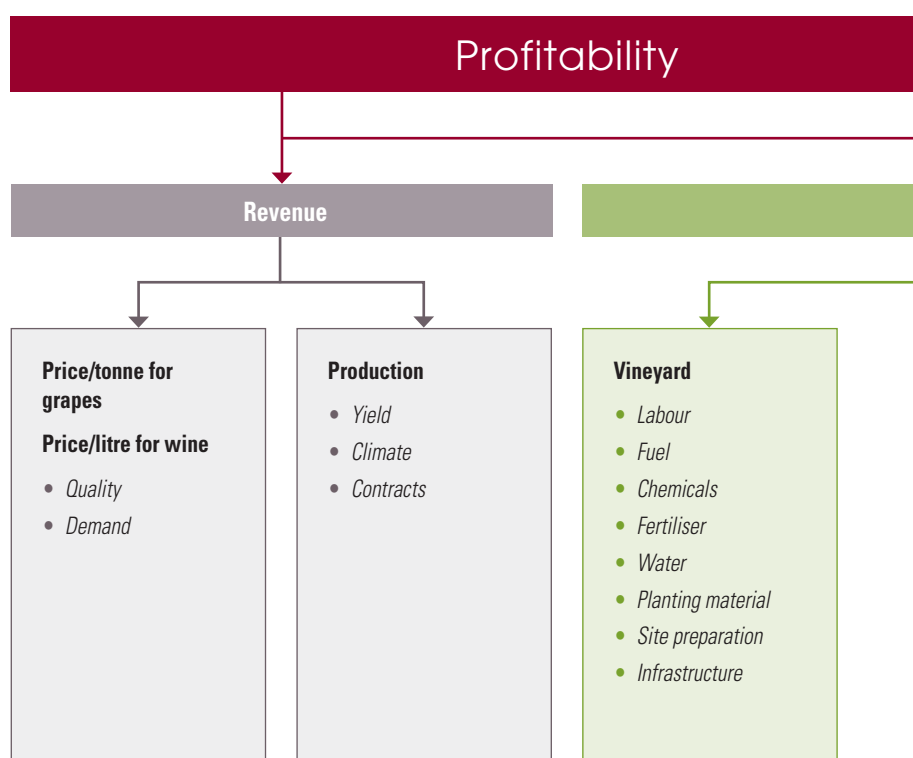 Profitability
Revenue
Price/tonne for
grapes
Price/litre for wine
• Quality
• Demand
Production
• Yield
• Climate
• Contracts
Vineyard
• Labour
• Fuel
• Chemicals
• Fertiliser
• Water
• Planting material
• Site preparation
• Infrastructure